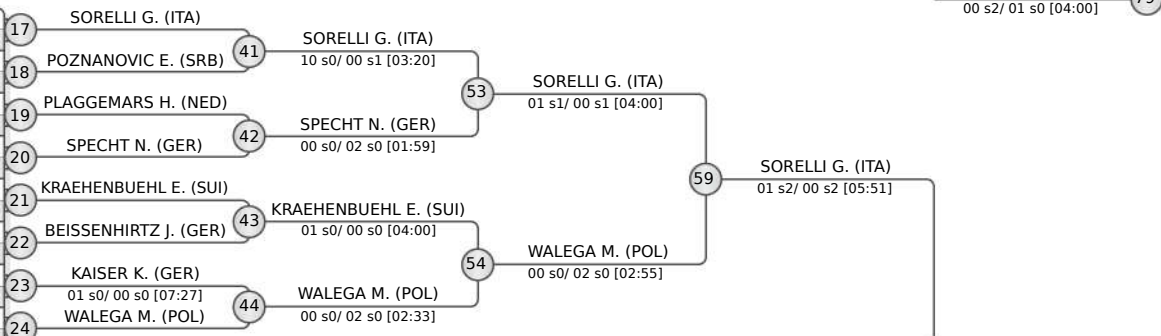 00 s2/ 01 s0 [04:00]
17
SORELLI G. (ITA)
18
POZNANOVIC E. (SRB)
19
PLAGGEMARS H. (NED)
20
SPECHT N. (GER)
21
KRAEHENBUEHL E. (SUI)
22
BEISSENHIRTZ J. (GER)
23
KAISER K. (GER)
01 s0/ 00 s0 [07:27]
24
WALEGA M. (POL)
41
SORELLI G. (ITA)
10 s0/ 00 s1 [03:20]
42
SPECHT N. (GER)
00 s0/ 02 s0 [01:59]
43
KRAEHENBUEHL E. (SUI)
01 s0/ 00 s0 [04:00]
44
WALEGA M. (POL)
00 s0/ 02 s0 [02:33]
53
SORELLI G. (ITA)
01 s1/ 00 s1 [04:00]
54
WALEGA M. (POL)
00 s0/ 02 s0 [02:55]
59
SORELLI G. (ITA)
01 s2/ 00 s2 [05:51]